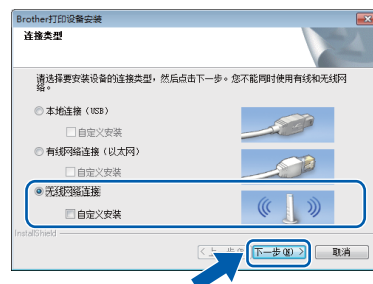 Brother打印设备安装
连接类型
请选择要安装设备的连接类型，然后点击下一步。您不能同时使用有线和无线网
络。
本地连接（USB）
自定义安装
有线网络连接（以太网）
自定义安装
无线网络连接
自定义安装
InstallShield
<上一步 下一步(N) > 取消